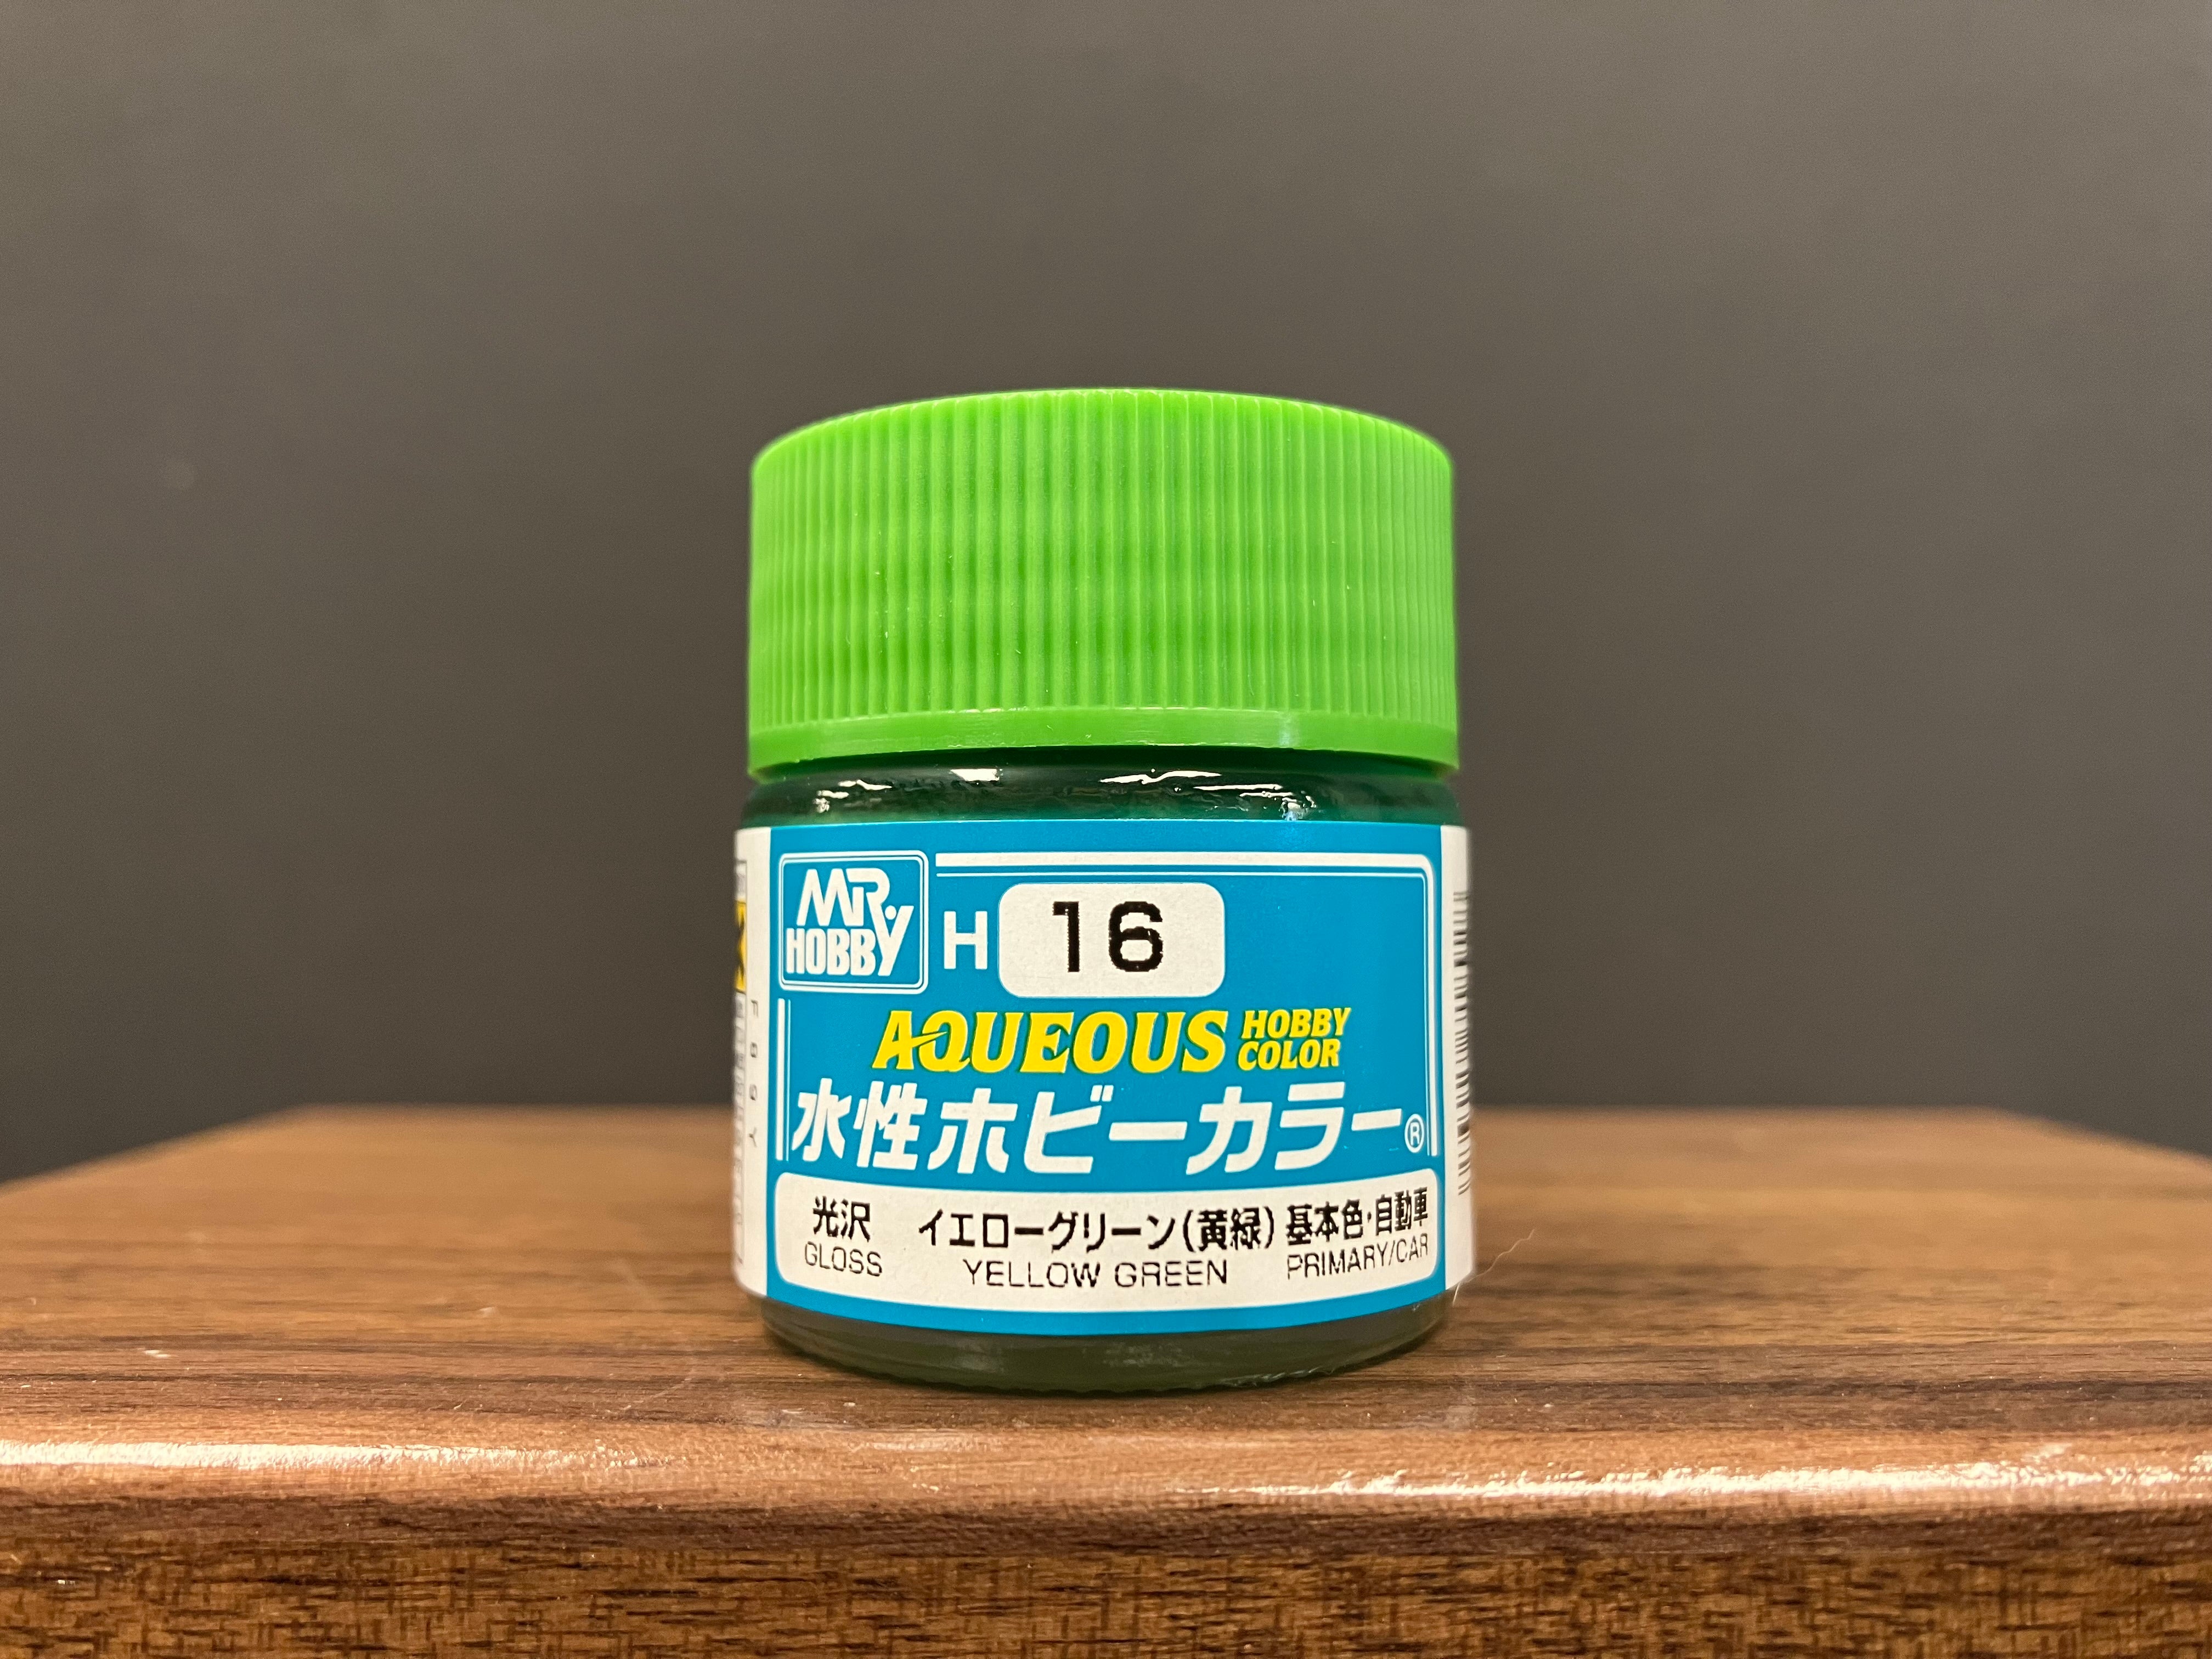 MR. HOBBY
H 16
AQUEOUS HOBBY COLOR
水性ホビーカラー®
光沢 イエローグリーン(黄緑) 基本色・自動車
GLOSS YELLOW GREEN PRIMARY/CAR